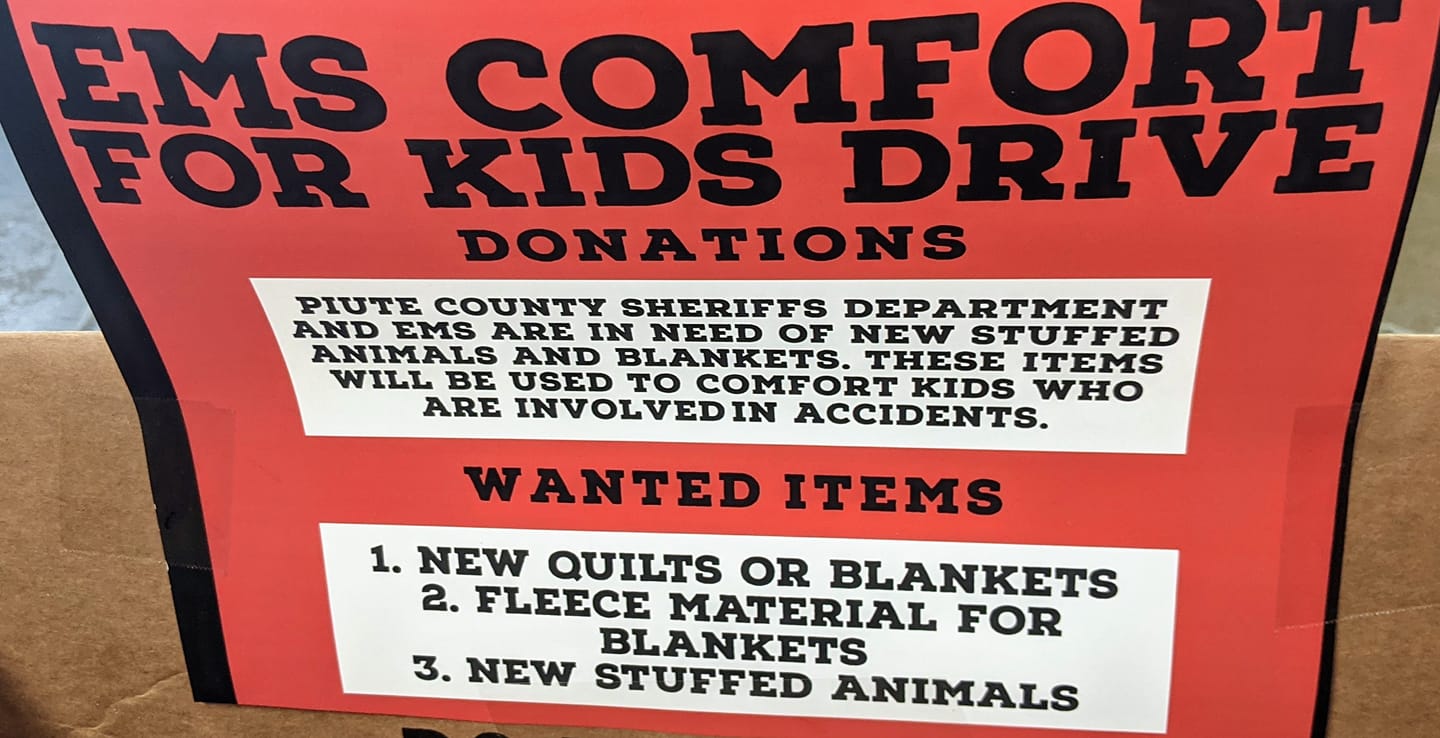 EMS COMFORT
FOR KIDS DRIVE
DONATIONS
PIUTE COUNTY SHERIFFS DEPARTMENT
AND EMS ARE IN NEED OF NEW STUFFED
ANIMALS AND BLANKETS. THESE ITEMS
WILL BE USED TO COMFORT KIDS WHO
ARE INVOLVED IN ACCIDENTS.
WANTED ITEMS
1. NEW QUILTS OR BLANKETS
2. FLEECE MATERIAL FOR
BLANKETS
3. NEW STUFFED ANIMALS